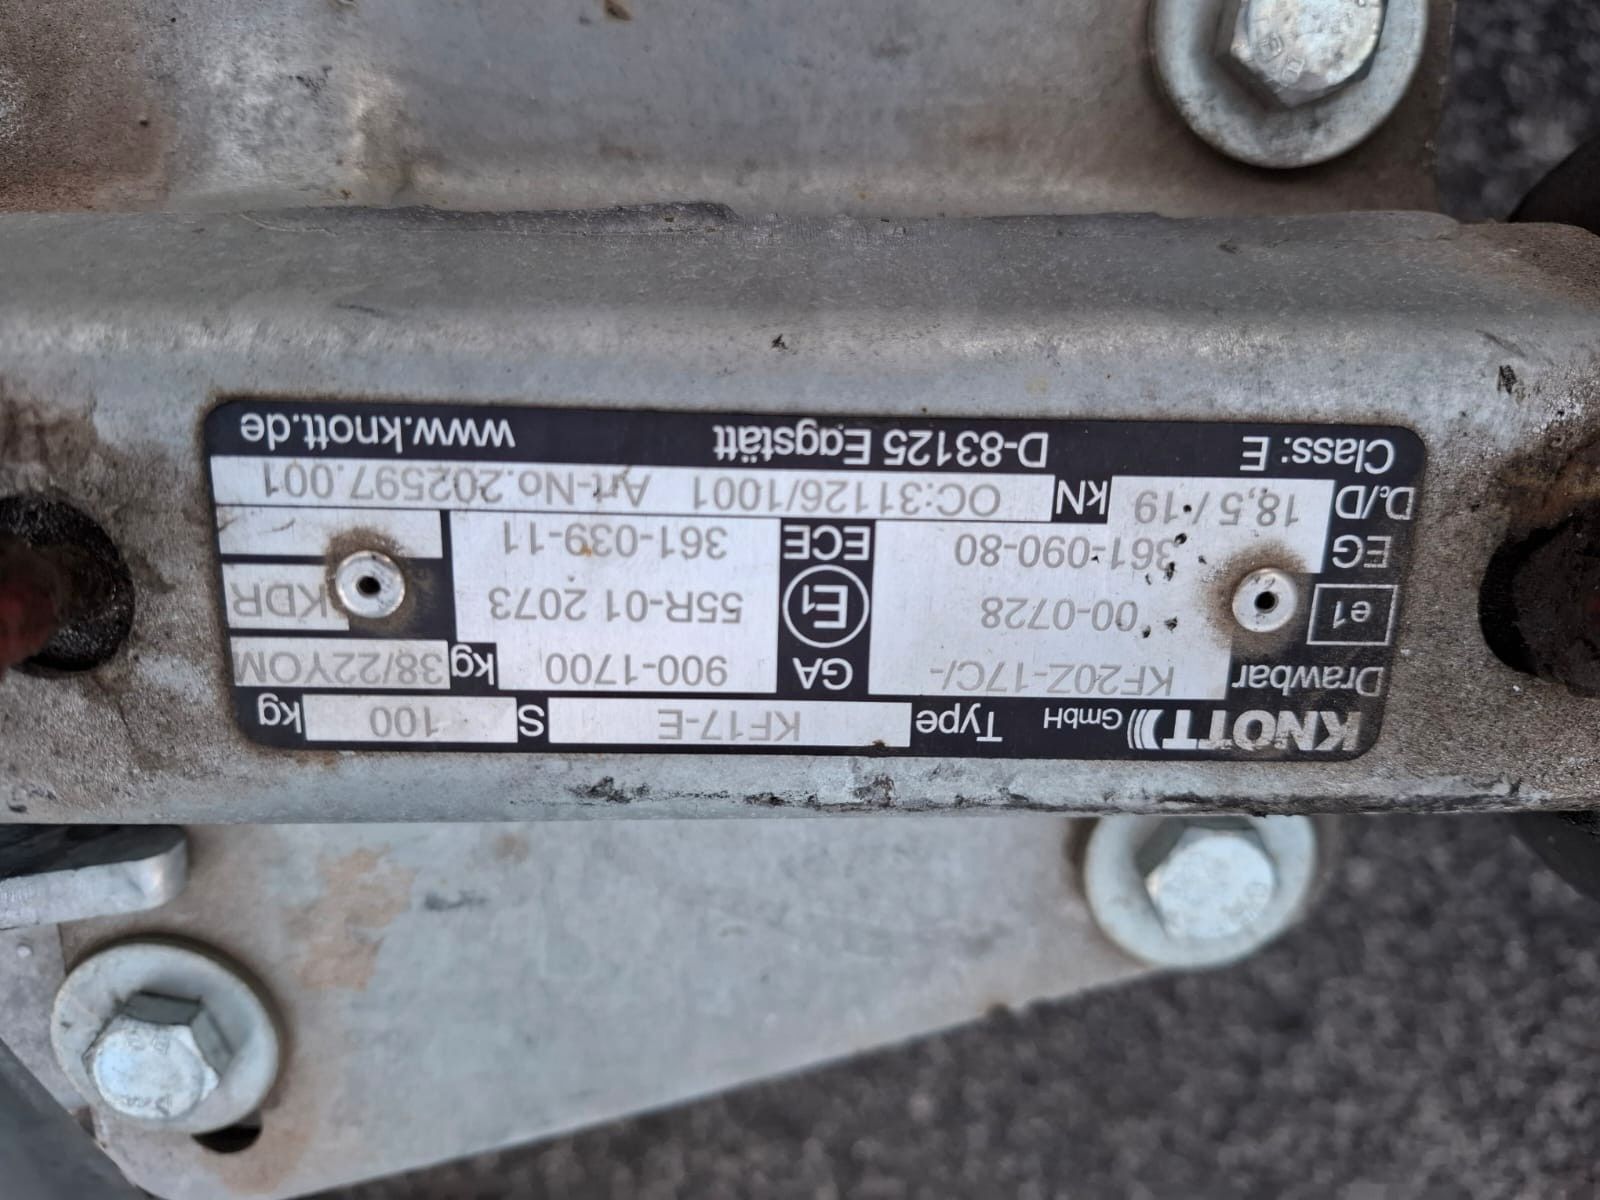 KNOTT GmbH Type KF17-E S 100 kg
Drawbar KF20Z-17C/- GA 900-1700 kg 38/22YOM
e1 00-0728 E1 55R-01 2073 KDR
EG 361-090-80 ECE 361-039-11
Dc/D 18,5 / 19 kN OC:31126/1001 Art-No.202597.001
Class: E D-83125 Eggstätt www.knott.de